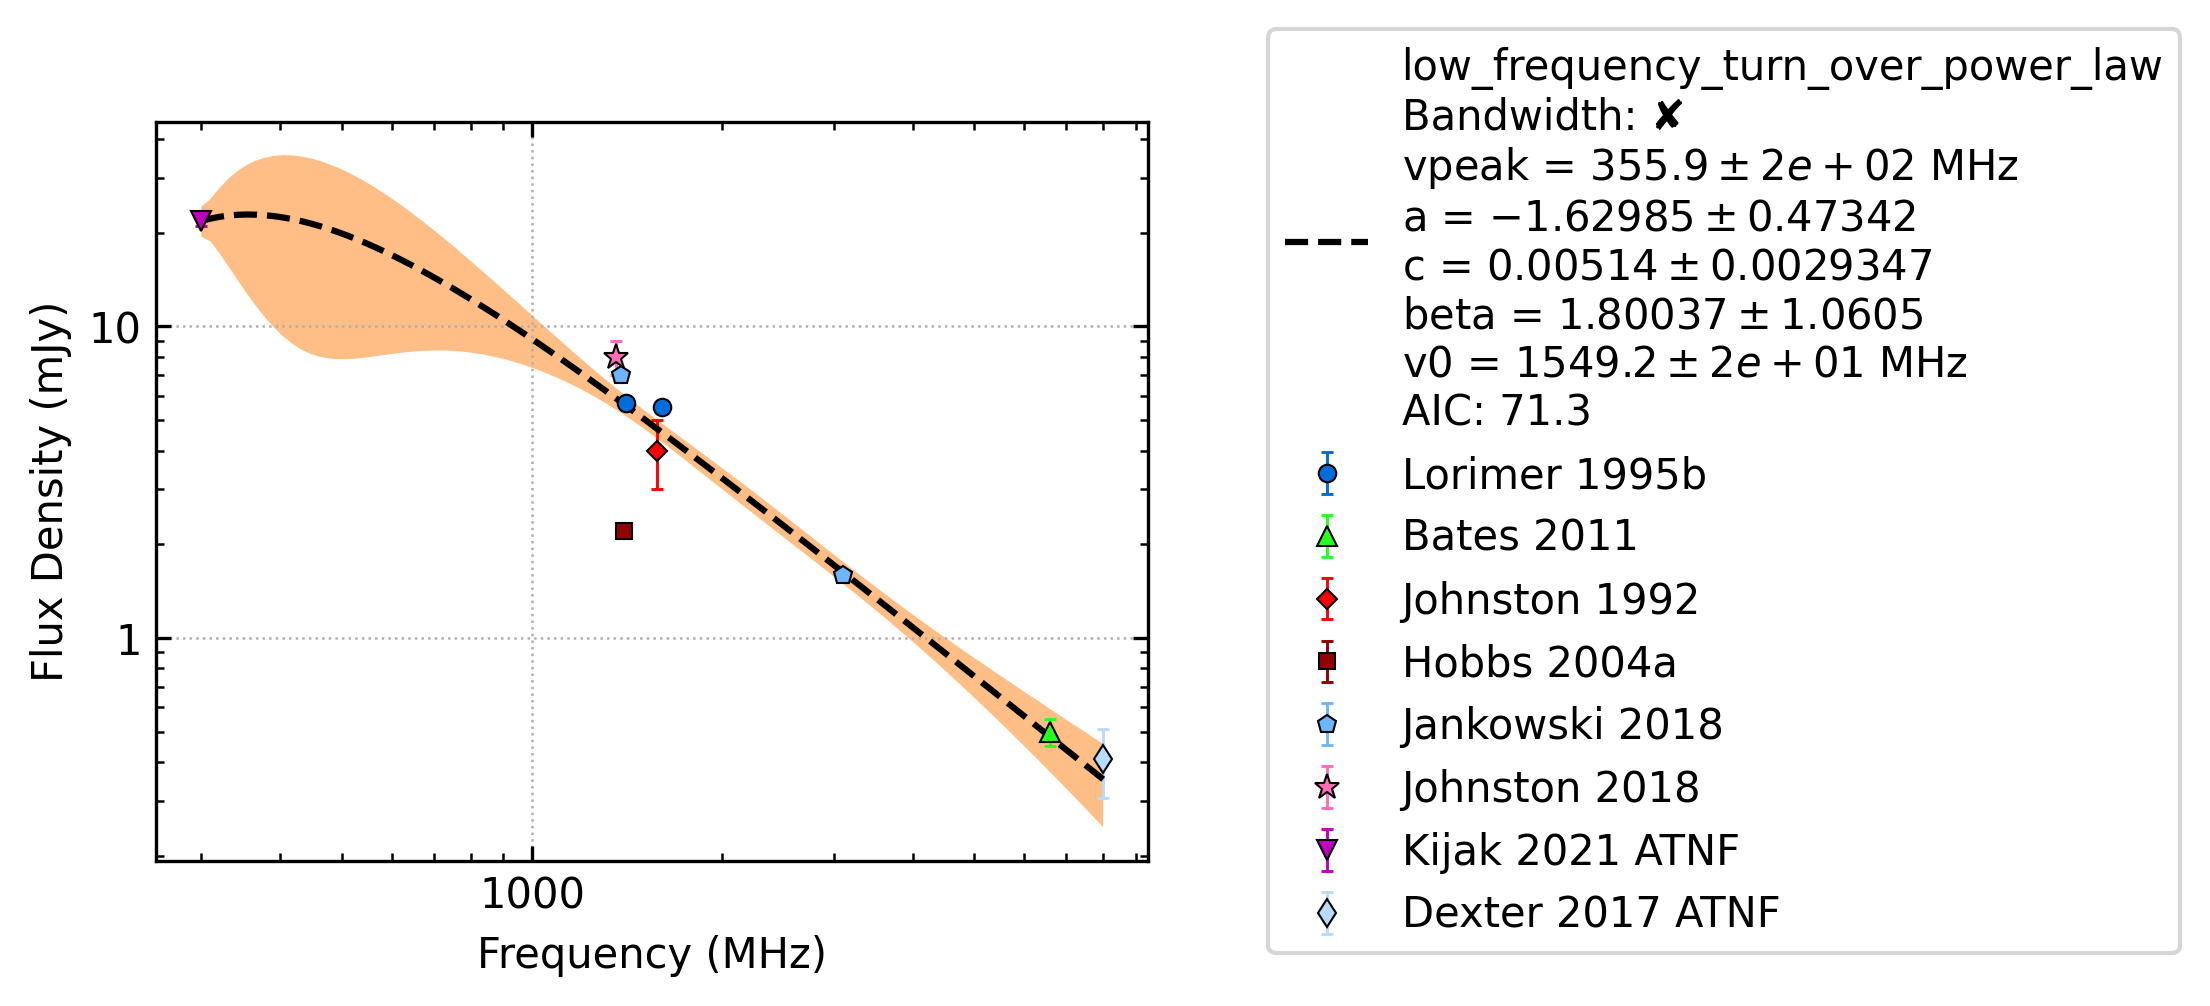 low_frequency_turn_over_power_law
Bandwidth: ✘
vpeak = 355.9 ± 2e + 02 MHz
a = −1.62985 ± 0.47342
c = 0.00514 ± 0.0029347
beta = 1.80037 ± 1.0605
v0 = 1549.2 ± 2e + 01 MHz
AIC: 71.3
Lorimer 1995b
Bates 2011
Johnston 1992
Hobbs 2004a
Jankowski 2018
Johnston 2018
Kijak 2021 ATNF
Dexter 2017 ATNF
Flux Density (mJy)
10
1
1000
Frequency (MHz)